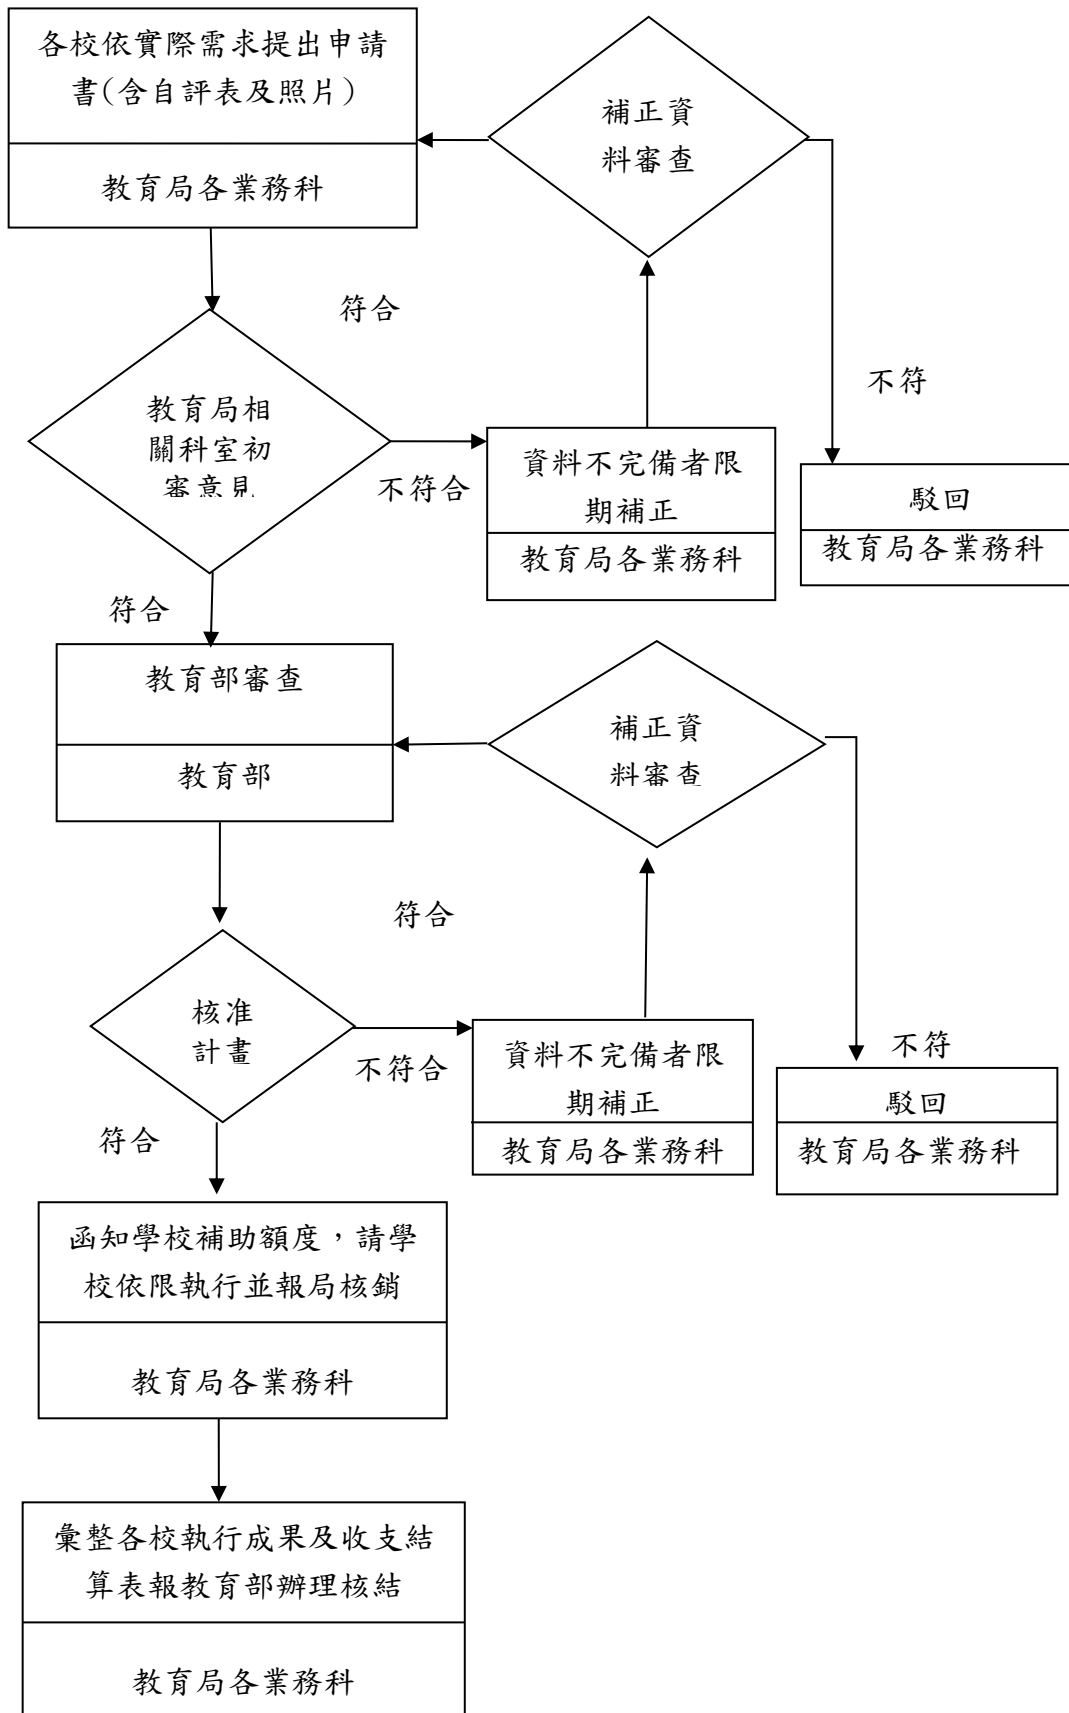 各校依實際需求提出申請
書(含自評表及照片)
教育局各業務科
補正資
料審查
符合
不符
教育局相
關科室初
審意見
不符合
資料不完備者限
期補正
教育局各業務科
駁回
教育局各業務科
符合
教育部審查
教育部
補正資
料審查
符合
核准
計畫
不符合
資料不完備者限
期補正
教育局各業務科
不符
駁回
教育局各業務科
符合
函知學校補助額度，請學
校依限執行並報局核銷
教育局各業務科
彙整各校執行成果及收支結
算表報教育部辦理核結
教育局各業務科